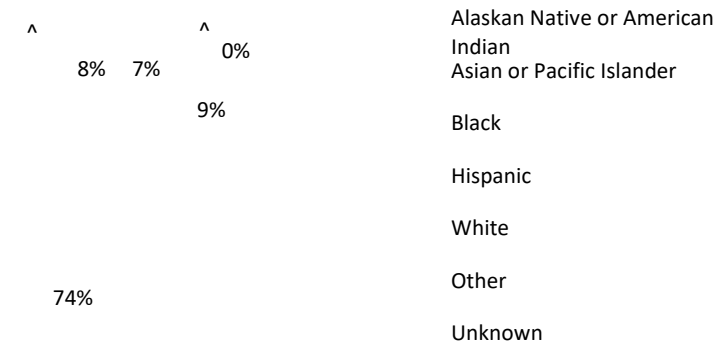 ^ ^
0%
8% 7%
9%
74%
Alaskan Native or American
Indian
Asian or Pacific Islander
Black
Hispanic
White
Other
Unknown